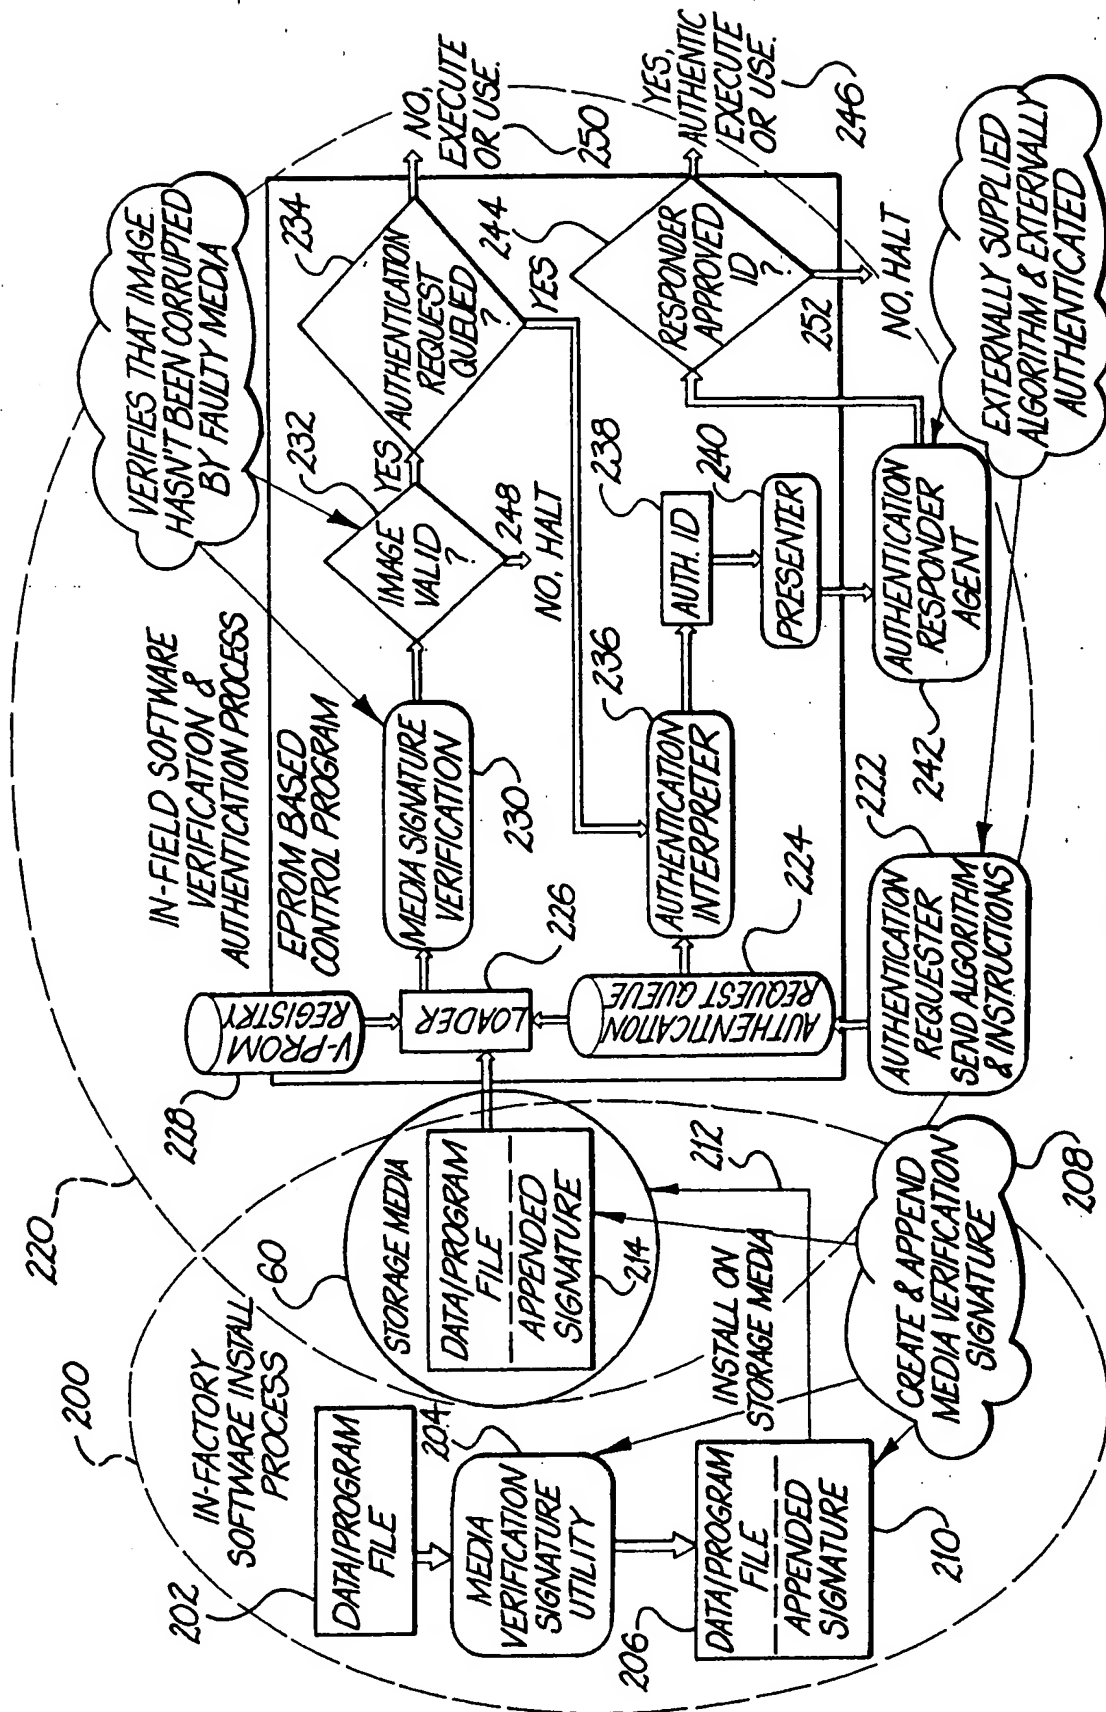 200
IN-FACTORY
SOFTWARE INSTALL
PROCESS
202
DATA/PROGRAM
FILE
204
MEDIA
VERIFICATION
SIGNATURE
UTILITY
206
DATA/PROGRAM
FILE
APPENDED
SIGNATURE
210
INSTALL ON
STORAGE MEDIA
212
CREATE & APPEND
MEDIA VERIFICATION
SIGNATURE
208
60
STORAGE MEDIA
DATA/PROGRAM
FILE
APPENDED
SIGNATURE
214
220
IN-FIELD SOFTWARE
VERIFICATION &
AUTHENTICATION PROCESS
228
V-PROM
REGISTRY
EPROM BASED
CONTROL PROGRAM
LOADER
226
MEDIA SIGNATURE
VERIFICATION
230
VERIFIES THAT IMAGE
HASN'T BEEN CORRUPTED
BY FAULTY MEDIA
232
IMAGE
VALID
?
YES
248
NO, HALT
234
AUTHENTICATION
REQUEST
QUEUED
?
YES
NO,
EXECUTE
OR USE.
250
AUTHENTICATION
REQUEST QUEUE
224
AUTHENTICATION
INTERPRETER
236
AUTH. ID
238
PRESENTER
240
244
RESPONDER
APPROVED
ID
?
YES,
AUTHENTIC
EXECUTE
OR USE.
246
252
NO, HALT
AUTHENTICATION
REQUESTER
SEND ALGORITHM
& INSTRUCTIONS
222
AUTHENTICATION
RESPONDER
AGENT
242
EXTERNALLY SUPPLIED
ALGORITHM & EXTERNALLY
AUTHENTICATED